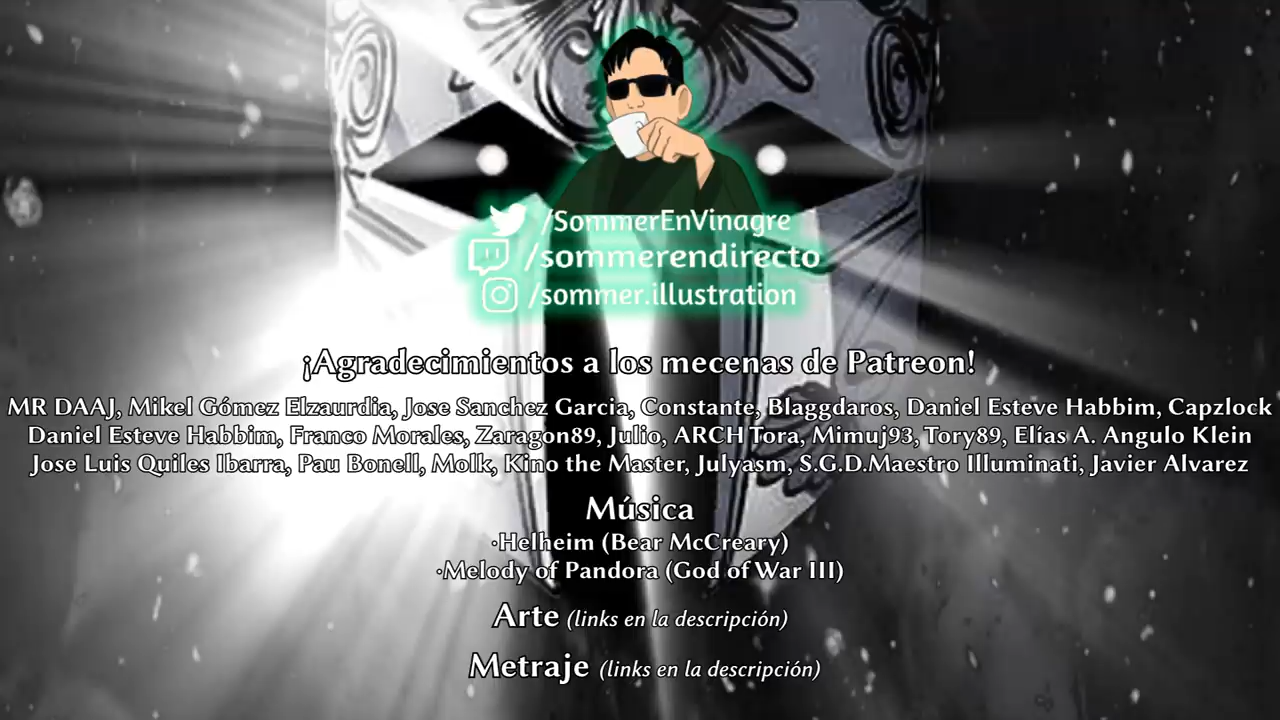 /SommerEnVinagre
/sommerendirecto
/sommer.illustration
¡Agradecimientos a los mecenas de Patreon!
MR DAAJ, Mikel Gómez Elzaurdia, Jose Sanchez Garcia, Constante, Blaggdaros, Daniel Esteve Habbim, Capzlock
Daniel Esteve Habbim, Franco Morales, Zaragon89, Julio, ARCH Tora, Mimuj93, Tory89, Elías A. Angulo Klein
Jose Luis Quiles Ibarra, Pau Bonell, Molk, Kino the Master, Julyasm, S.G.D.Maestro Illuminati, Javier Alvarez
Música
·Helheim (Bear McCreary)
·Melody of Pandora (God of War III)
Arte (links en la descripción)
Metraje (links en la descripción)